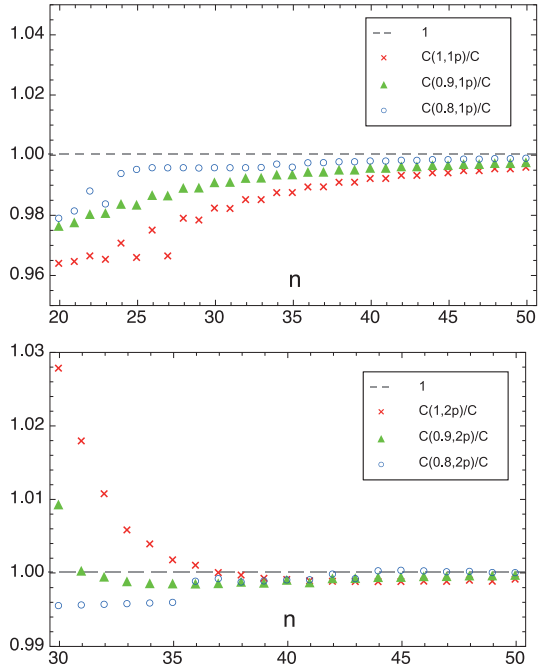 1.04
1.02
1.00
0.98
0.96
1
C(1,1p)/C
C(0.9,1p)/C
C(0.8,1p)/C
20 25 30 35 40 45 50
n
1.03
1.02
1.01
1.00
0.99
1
C(1,2p)/C
C(0.9,2p)/C
C(0.8,2p)/C
30 35 40 45 50
n